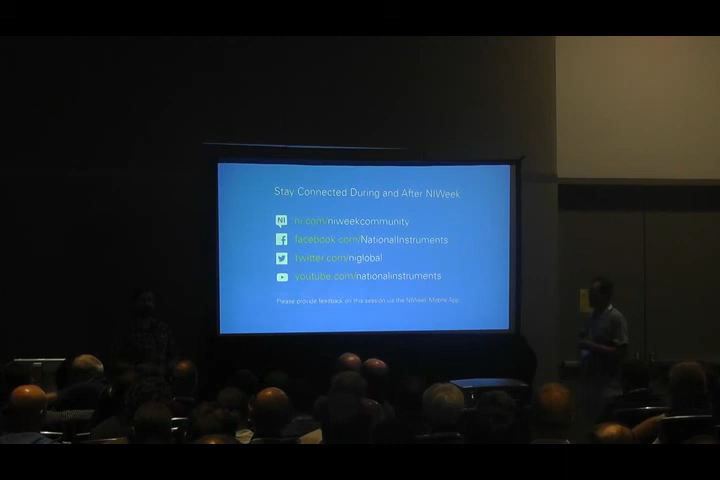 Stay Connected During and After NIWeek
NI ni.com/niweekcommunity
facebook.com/NationalInstruments
twitter.com/niglobal
youtube.com/nationalinstruments
Please provide feedback on this session via the NIWeek Mobile App.